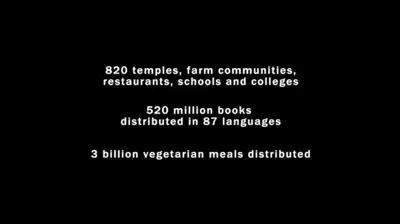 820 temples, farm communities,
restaurants, schools and colleges
520 million books
distributed in 87 languages
3 billion vegetarian meals distributed